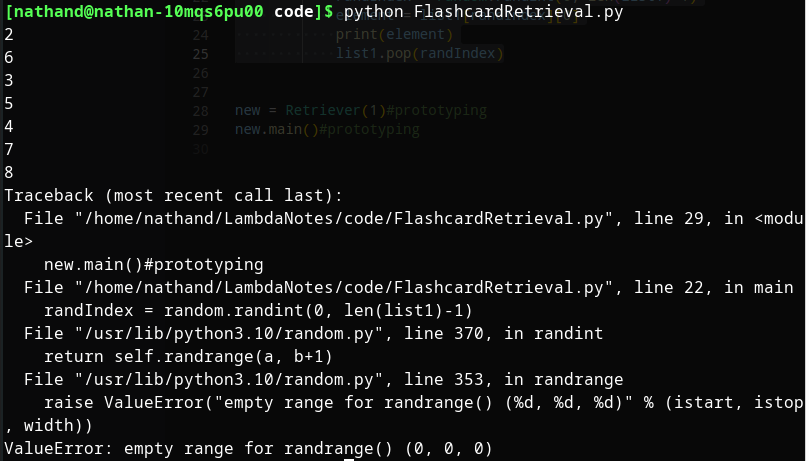 [nathand@nathan-10mqs6pu00 code]$ python FlashcardRetrieval.py
2
6
3
5
4
7
8
24 print(element)
25 list1.pop(randIndex)
26
27
28 new = Retriever(1)#prototyping
29 new.main()#prototyping
30
Traceback (most recent call last):
  File "/home/nathand/LambdaNotes/code/FlashcardRetrieval.py", line 29, in <modu
le>
    new.main()#prototyping
  File "/home/nathand/LambdaNotes/code/FlashcardRetrieval.py", line 22, in main
    randIndex = random.randint(0, len(list1)-1)
  File "/usr/lib/python3.10/random.py", line 370, in randint
    return self.randrange(a, b+1)
  File "/usr/lib/python3.10/random.py", line 353, in randrange
    raise ValueError("empty range for randrange() (%d, %d, %d)" % (istart, istop
, width))
ValueError: empty range for randrange() (0, 0, 0)